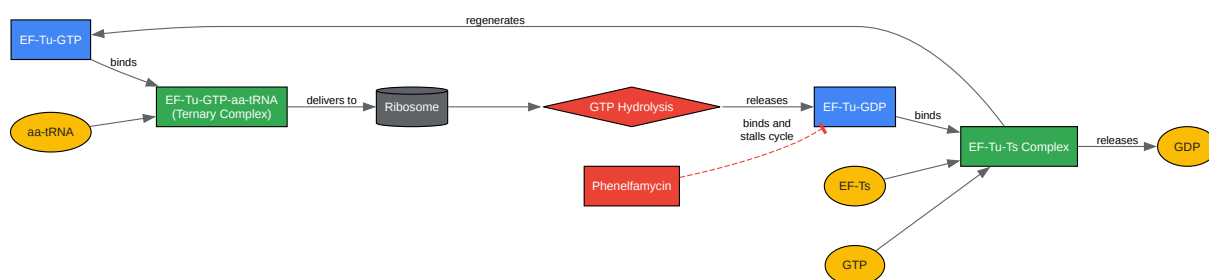 regenerates
EF-Tu-GTP
binds
EF-Tu-GTP-aa-tRNA
(Ternary Complex)
aa-tRNA
delivers to
Ribosome
GTP Hydrolysis
releases
EF-Tu-GDP
binds and
stalls cycle
binds
EF-Tu-Ts Complex
releases
GDP
Phenelfamycin
EF-Ts
GTP